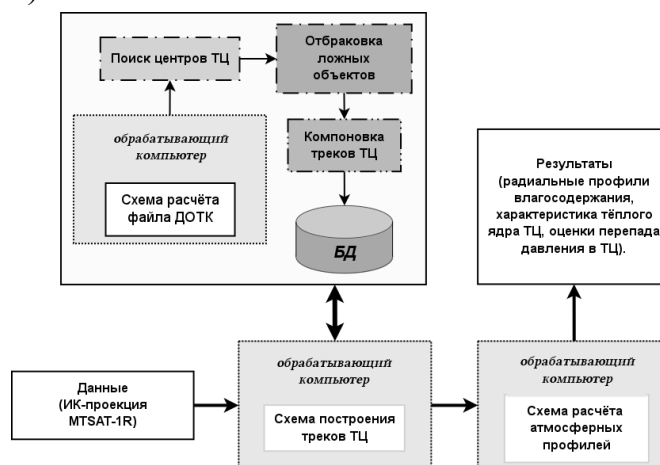 Поиск центров ТЦ
Отбраковка
ложных
объектов
обрабатывающий
компьютер
Схема расчёта
файла ДОТК
Компоновка
треков ТЦ
БД
Результаты
(радиальные профили
влагосодержания,
характеристика тёплого
ядра ТЦ, оценки перепада
давления в ТЦ).
Данные
(ИК-проекция
MTSAT-1R)
обрабатывающий
компьютер
Схема построения
треков ТЦ
обрабатывающий
компьютер
Схема расчёта
атмосферных
профилей